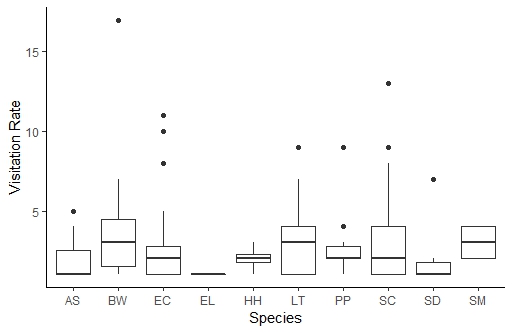 Visitation Rate
15
10
5
AS BW EC EL HH LT PP SC SD SM
Species